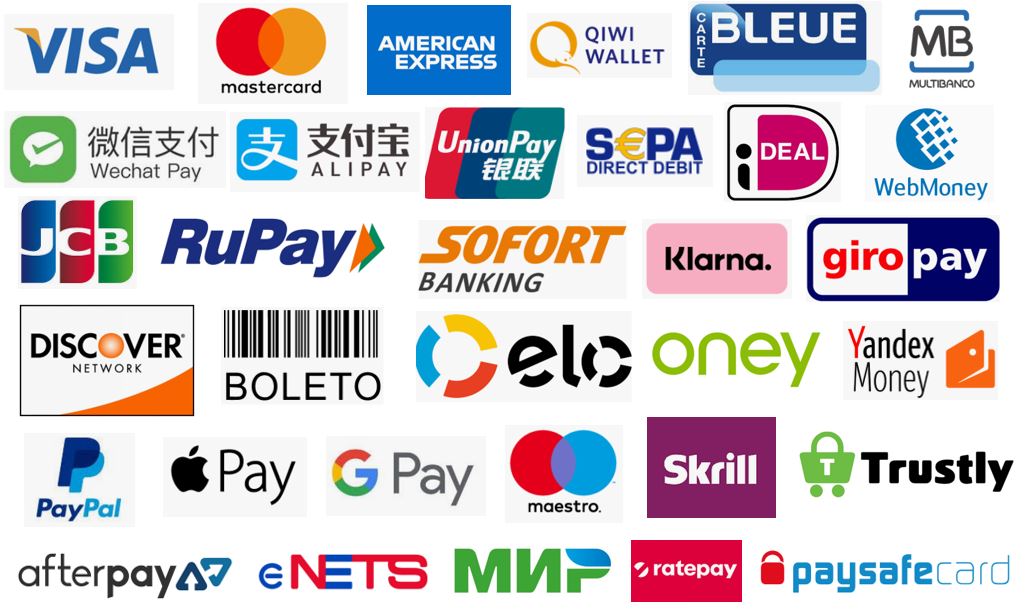 VISA
mastercard
AMERICAN
EXPRESS
QIWI
WALLET
CARTE
BLEUE
MB
MULTIBANCO
微信支付
Wechat Pay
支
支付宝
ALIPAY
UnionPay
银联
S€PA
DIRECT DEBIT
iDEAL
WebMoney
JCB
RuPay
SOFORT
BANKING
Klarna.
giropay
DISCOVER®
NETWORK
BOLETO
elo
oney
Yandex
Money
PayPal
Pay
G Pay
maestro.
Skrill
T
Trustly
afterpay
eNETS
МИР
ratepay
paysafecard